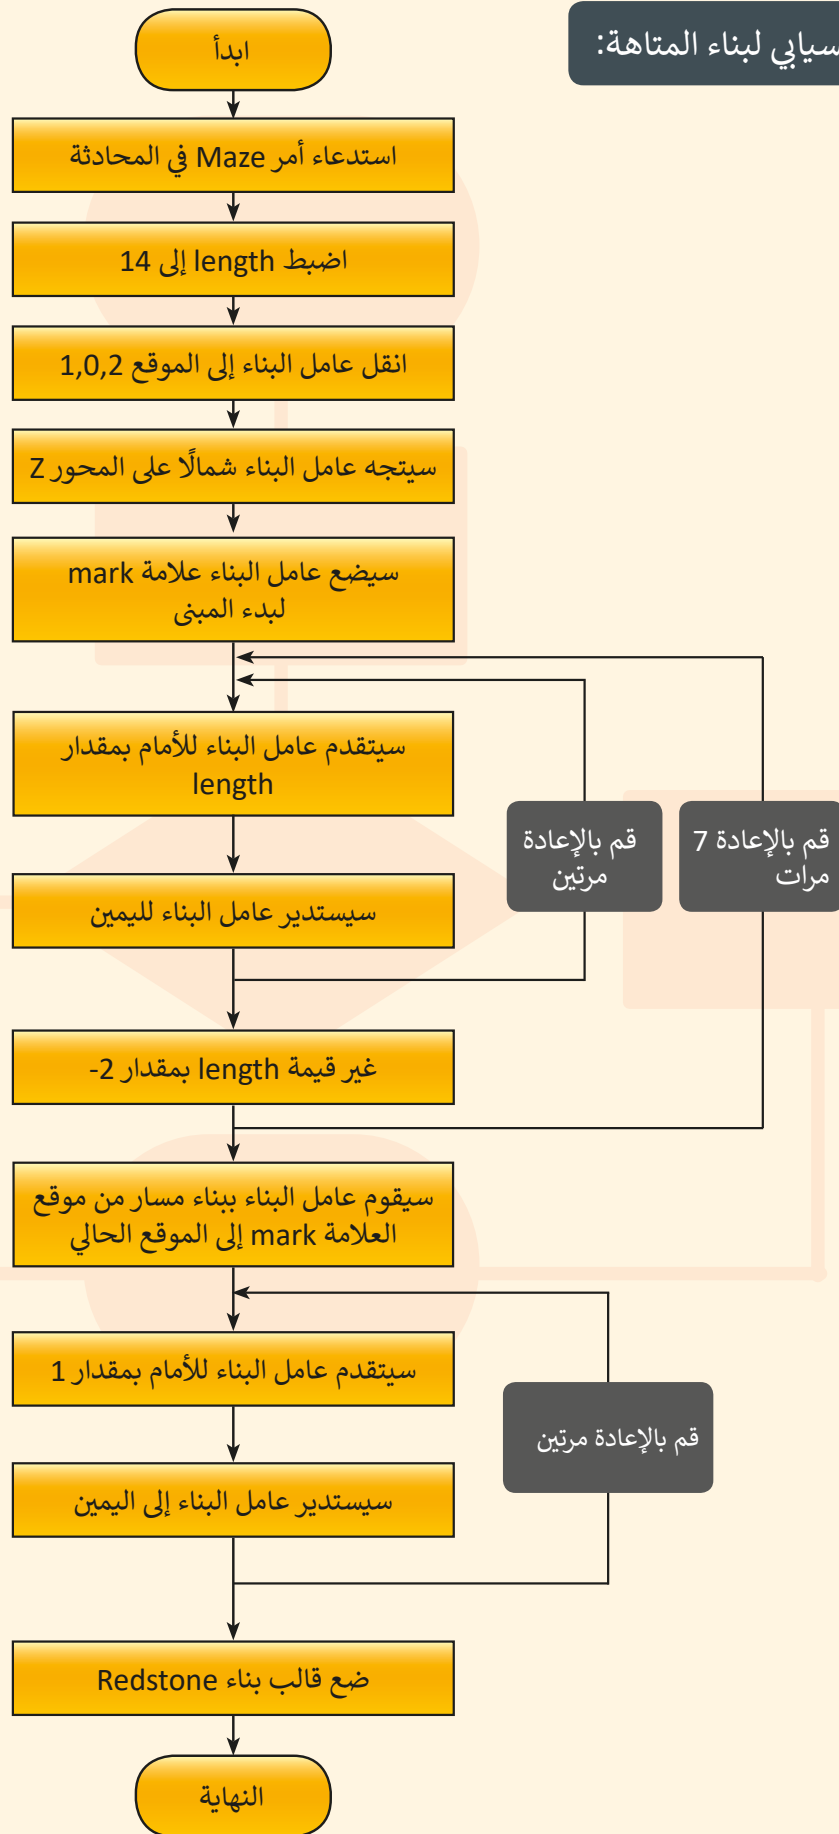 سيابي لبناء المتاهة:
ابدأ
استدعاء أمر Maze في المحادثة
اضبط length إلى 14
انقل عامل البناء إلى الموقع 1,0,2
سيتجه عامل البناء شمالًا على المحور Z
سيضع عامل البناء علامة mark
لبدء المبنى
سيتقدم عامل البناء للأمام بمقدار
length
قم بالإعادة 7
مرات
قم بالإعادة
مرتين
سيستدير عامل البناء لليمين
غير قيمة length بمقدار 2-
سيقوم عامل البناء ببناء مسار من موقع
العلامة mark إلى الموقع الحالي
سيتقدم عامل البناء للأمام بمقدار 1
قم بالإعادة مرتين
سيستدير عامل البناء إلى اليمين
ضع قالب بناء Redstone
النهاية